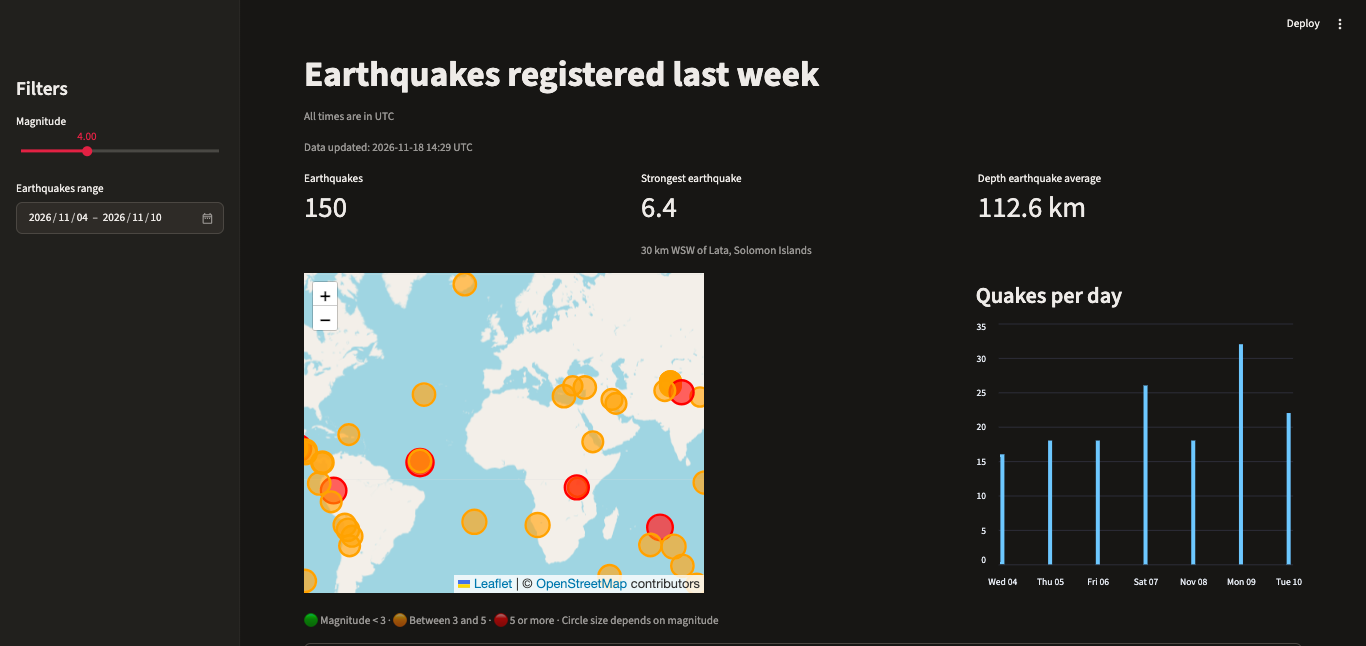 Deploy
Filters
Magnitude
4.00
Earthquakes range
2026/11/04 – 2026/11/10
Earthquakes registered last week
All times are in UTC
Data updated: 2026-11-18 14:29 UTC
Earthquakes
150
Strongest earthquake
6.4
30 km WSW of Lata, Solomon Islands
Depth earthquake average
112.6 km
+
−
Leaflet | © OpenStreetMap contributors
Magnitude < 3 · Between 3 and 5 · 5 or more · Circle size depends on magnitude
Quakes per day
35
30
25
20
15
10
5
0
Wed 04 Thu 05 Fri 06 Sat 07 Nov 08 Mon 09 Tue 10